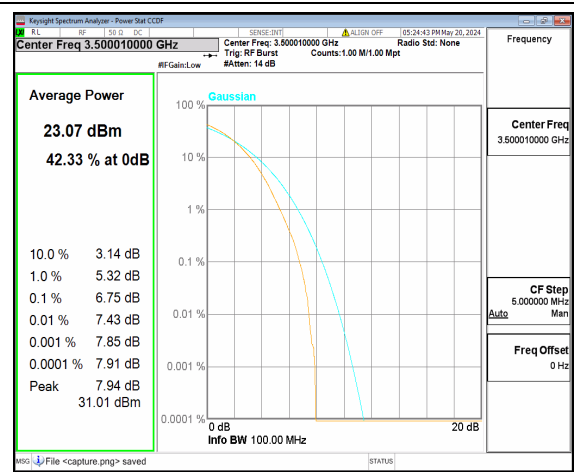 Keysight Spectrum Analyzer - Power Stat CCDF
RL RF 50 Ω DC SENSE:INT ALIGN OFF 05:24:43 PM May 20, 2024
Center Freq 3.500010000 GHz
Center Freq: 3.500010000 GHz Radio Std: None
Trig: RF Burst Counts:1.00 M/1.00 Mpt
#IFGain:Low #Atten: 14 dB
Frequency
Average Power
23.07 dBm
42.33 % at 0dB
10.0 % 3.14 dB
1.0 % 5.32 dB
0.1 % 6.75 dB
0.01 % 7.43 dB
0.001 % 7.85 dB
0.0001 % 7.91 dB
Peak 7.94 dB
31.01 dBm
Gaussian
100 %
10 %
1 %
0.1 %
0.01 %
0.001 %
0.0001 %
0 dB 20 dB
Info BW 100.00 MHz
Center Freq
3.500010000 GHz
CF Step
5.000000 MHz
Auto Man
Freq Offset
0 Hz
MSG File <capture.png> saved STATUS